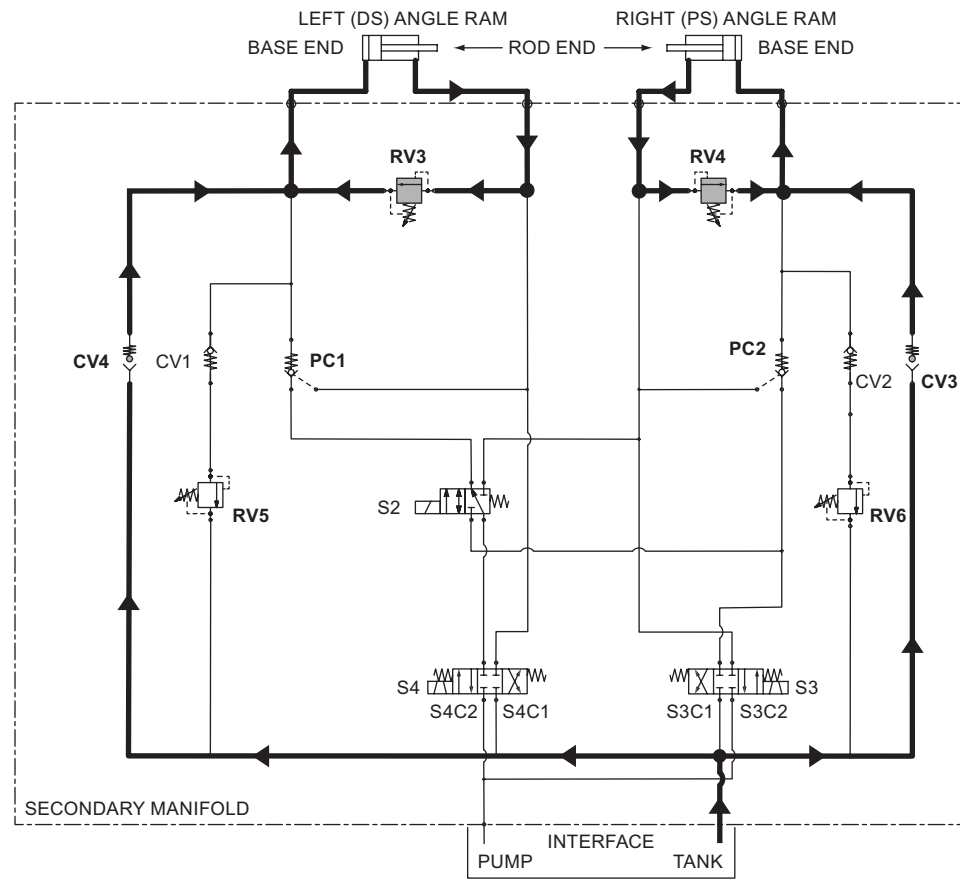 LEFT (DS) ANGLE RAM RIGHT (PS) ANGLE RAM
BASE END ROD END BASE END
RV3 RV4
CV4 CV1 PC1 PC2 CV2 CV3
S2
RV5 RV6
S4 S3
S4C2 S4C1 S3C1 S3C2
SECONDARY MANIFOLD
INTERFACE
PUMP TANK